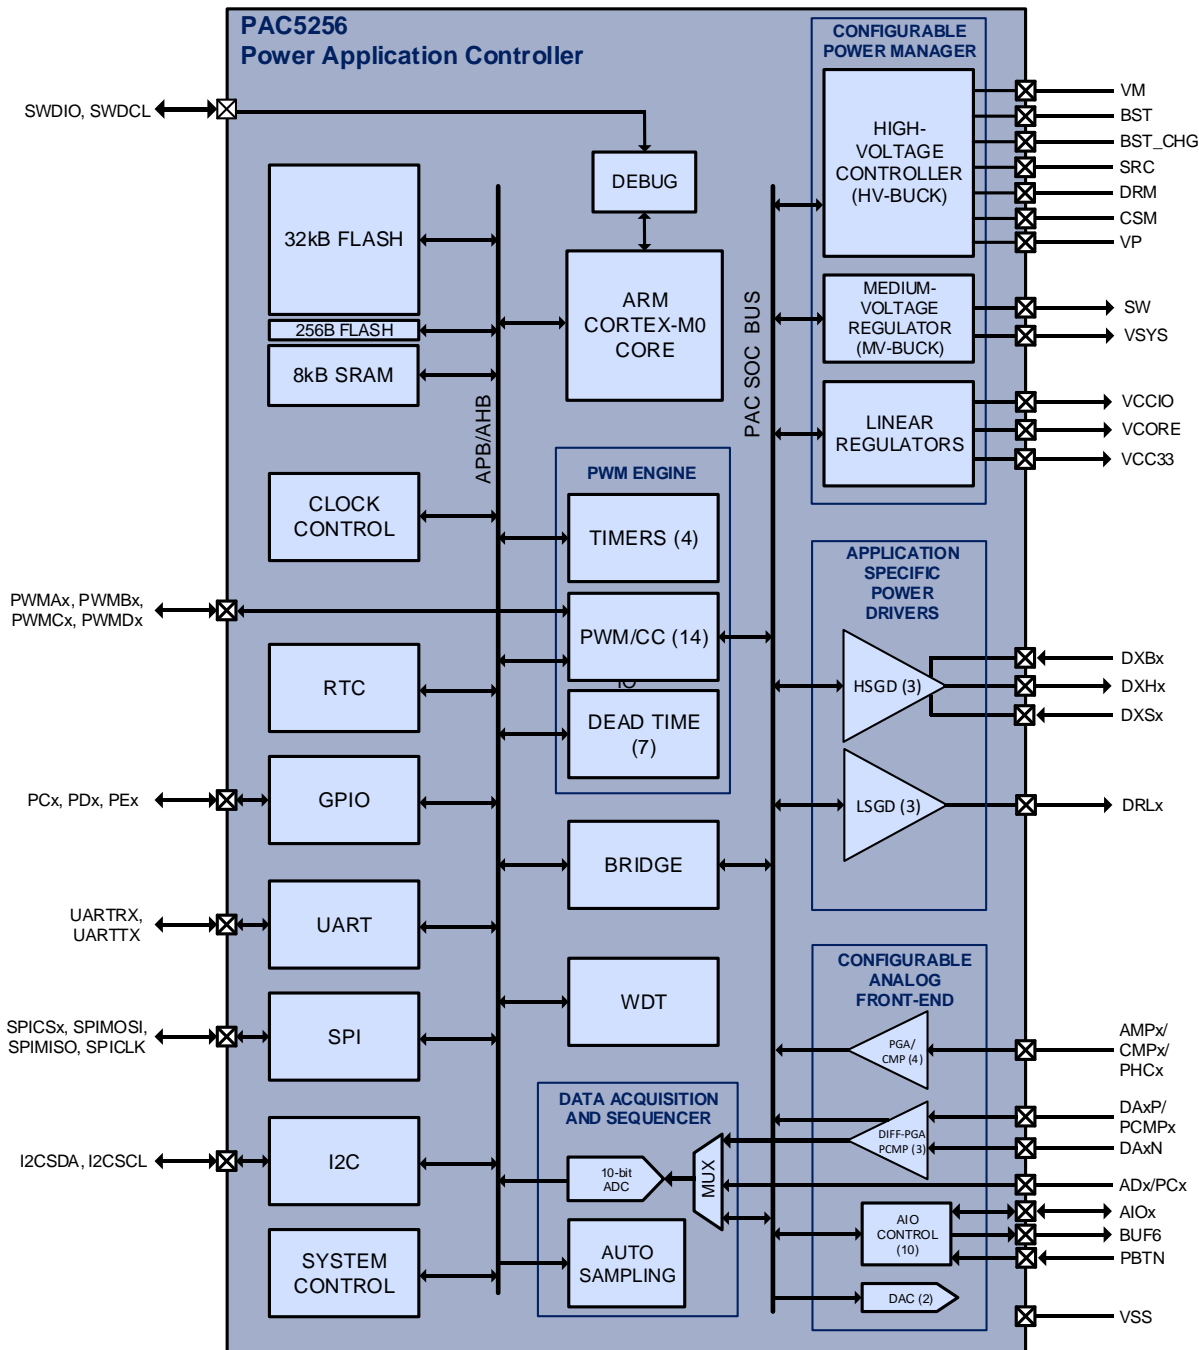 PAC5256
Power Application Controller
SWDIO, SWDCL
DEBUG
32kB FLASH
256B FLASH
8kB SRAM
ARM
CORTEX-M0
CORE
APB/AHB
PAC SOC BUS
CLOCK
CONTROL
PWM ENGINE
TIMERS (4)
PWMAx, PWMBx,
PWMCx, PWMDx
PWM/CC (14)
RTC
DEAD TIME
(7)
PCx, PDx, PEx
GPIO
BRIDGE
UARTRX,
UARTTX
UART
WDT
SPICSx, SPIMOSI,
SPIMISO, SPICLK
SPI
DATA ACQUISITION
AND SEQUENCER
I2CSDA, I2CSCL
I2C
10-bit
ADC
MUX
SYSTEM
CONTROL
AUTO
SAMPLING
CONFIGURABLE
POWER MANAGER
HIGH-
VOLTAGE
CONTROLLER
(HV-BUCK)
VM
BST
BST_CHG
SRC
DRM
CSM
VP
MEDIUM-
VOLTAGE
REGULATOR
(MV-BUCK)
SW
VSYS
LINEAR
REGULATORS
VCCIO
VCORE
VCC33
APPLICATION
SPECIFIC
POWER
DRIVERS
HSGD (3)
DXBx
DXHx
DXSx
LSGD (3)
DRLx
CONFIGURABLE
ANALOG
FRONT-END
PGA/
CMP (4)
AMPx/
CMPx/
PHCx
DIFF-PGA
PCMP (3)
DAxP/
PCMPx
DAxN
ADx/PCx
AIO
CONTROL
(10)
AIOx
BUF6
PBTN
DAC (2)
VSS